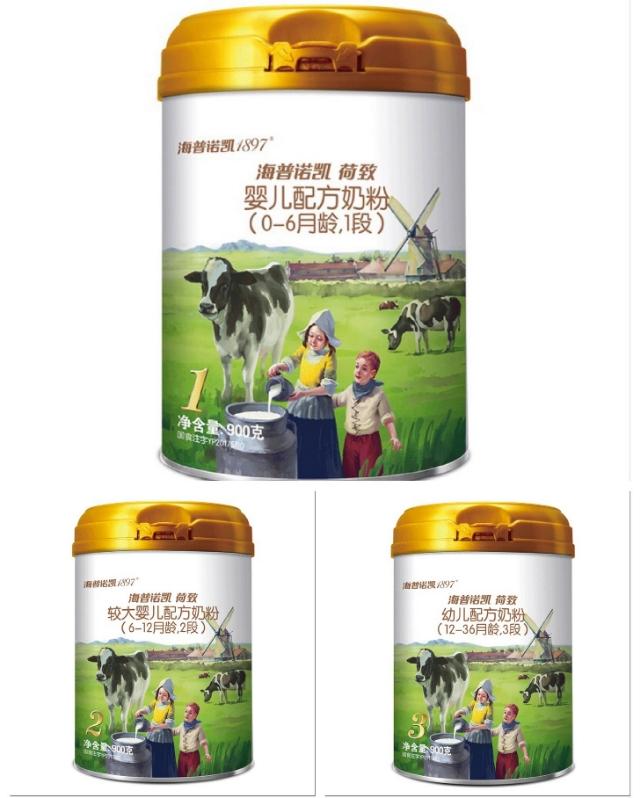 海普诺凯1897®
海普诺凯 荷致
婴儿配方奶粉
（0-6月龄,1段）
1
净含量: 900克
海普诺凯1897®
海普诺凯 荷致
较大婴儿配方奶粉
（6-12月龄,2段）
2
净含量: 900克
海普诺凯1897®
海普诺凯 荷致
幼儿配方奶粉
（12-36月龄,3段）
3
净含量: 900克